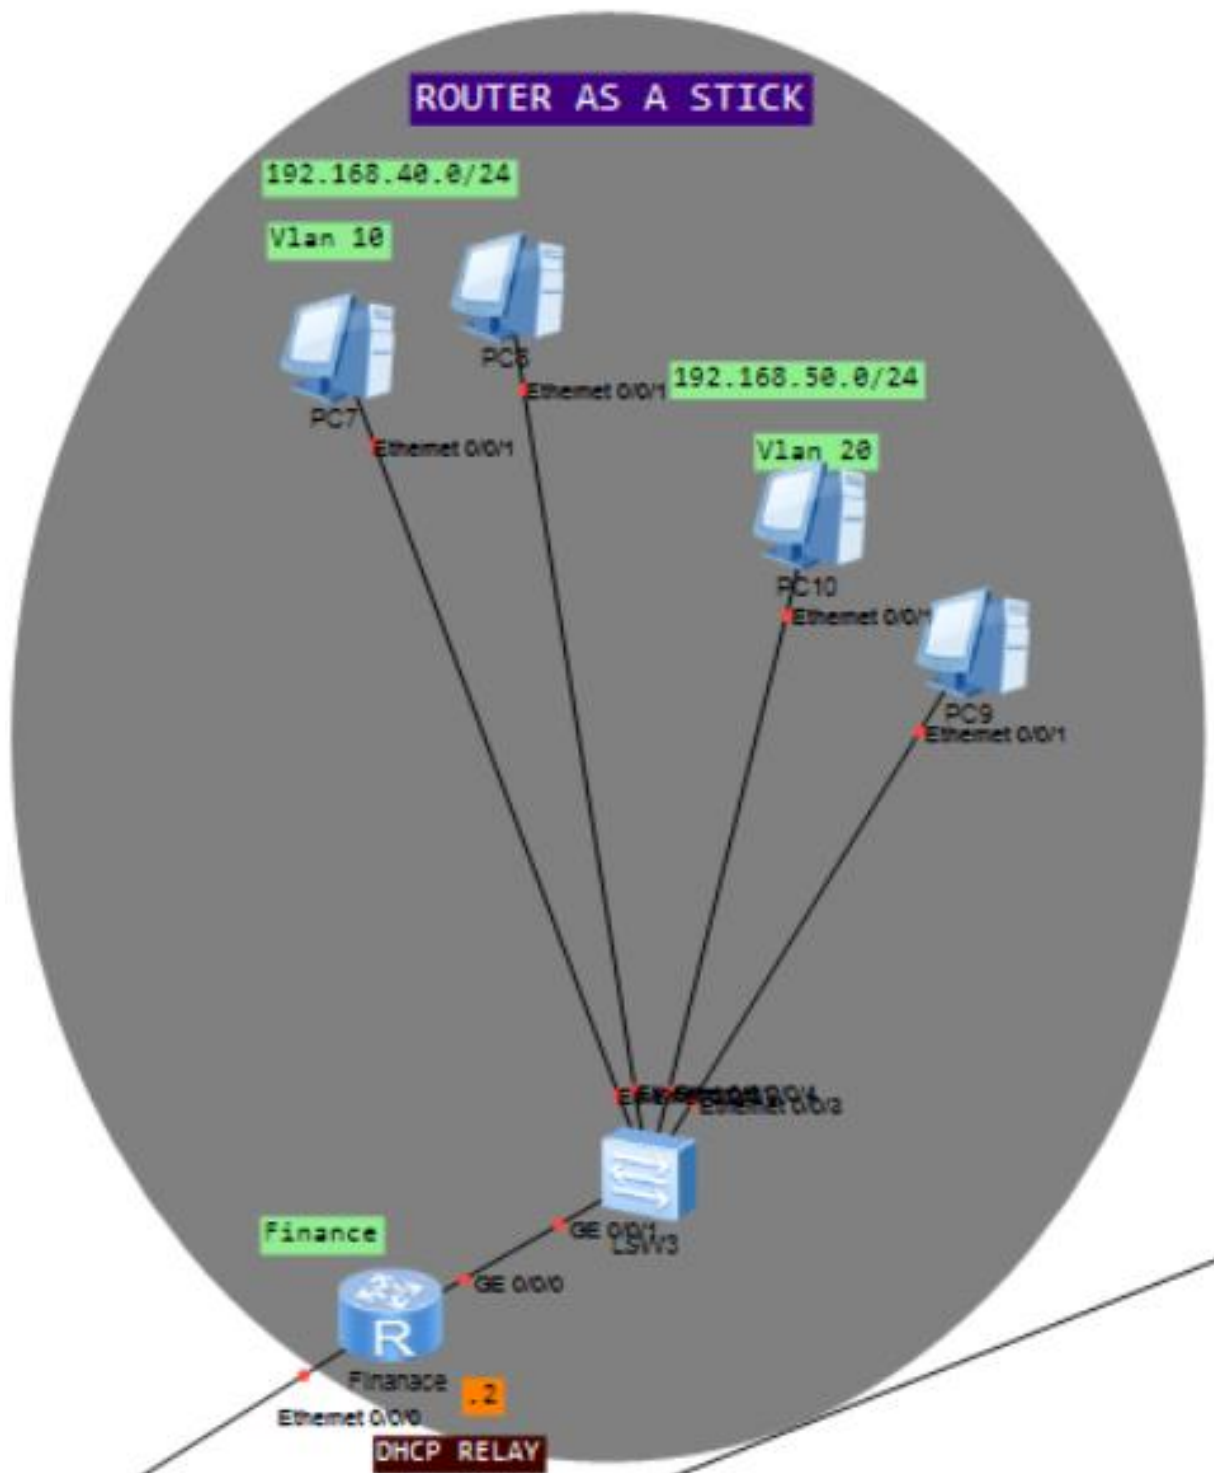 ROUTER AS A STICK
192.168.40.0/24
Vlan 10
PC7
Ethernet 0/0/1
Ethernet 0/0/1
192.168.50.0/24
Vlan 20
PC10
Ethernet 0/0/1
PC9
Ethernet 0/0/1
Ethernet 0/0/3
GE 0/0/1
LSW3
Finance
GE 0/0/0
Finanace
.2
Ethernet 0/0/0
DHCP RELAY